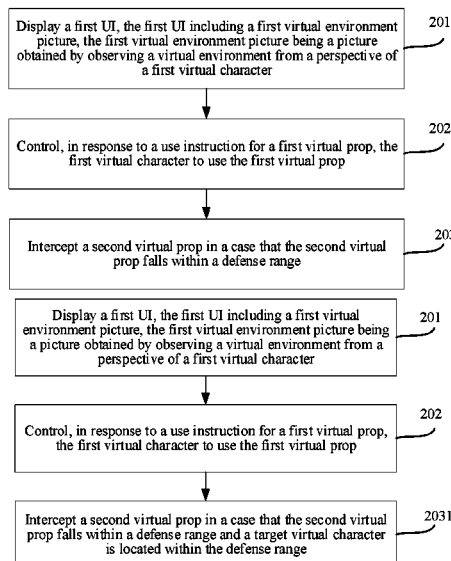 Display a first UI, the first UI including a first virtual environment
picture, the first virtual environment picture being a picture
obtained by observing a virtual environment from a perspective of
a first virtual character
201
Control, in response to a use instruction for a first virtual prop, the
first virtual character to use the first virtual prop
202
Intercept a second virtual prop in a case that the second virtual
prop falls within a defense range
Display a first UI, the first UI including a first virtual
environment picture, the first virtual environment picture being
a picture obtained by observing a virtual environment from a
perspective of a first virtual character
201
Control, in response to a use instruction for a first virtual prop,
the first virtual character to use the first virtual prop
202
Intercept a second virtual prop in a case that the second virtual
prop falls within a defense range and a target virtual character
is located within the defense range
2031